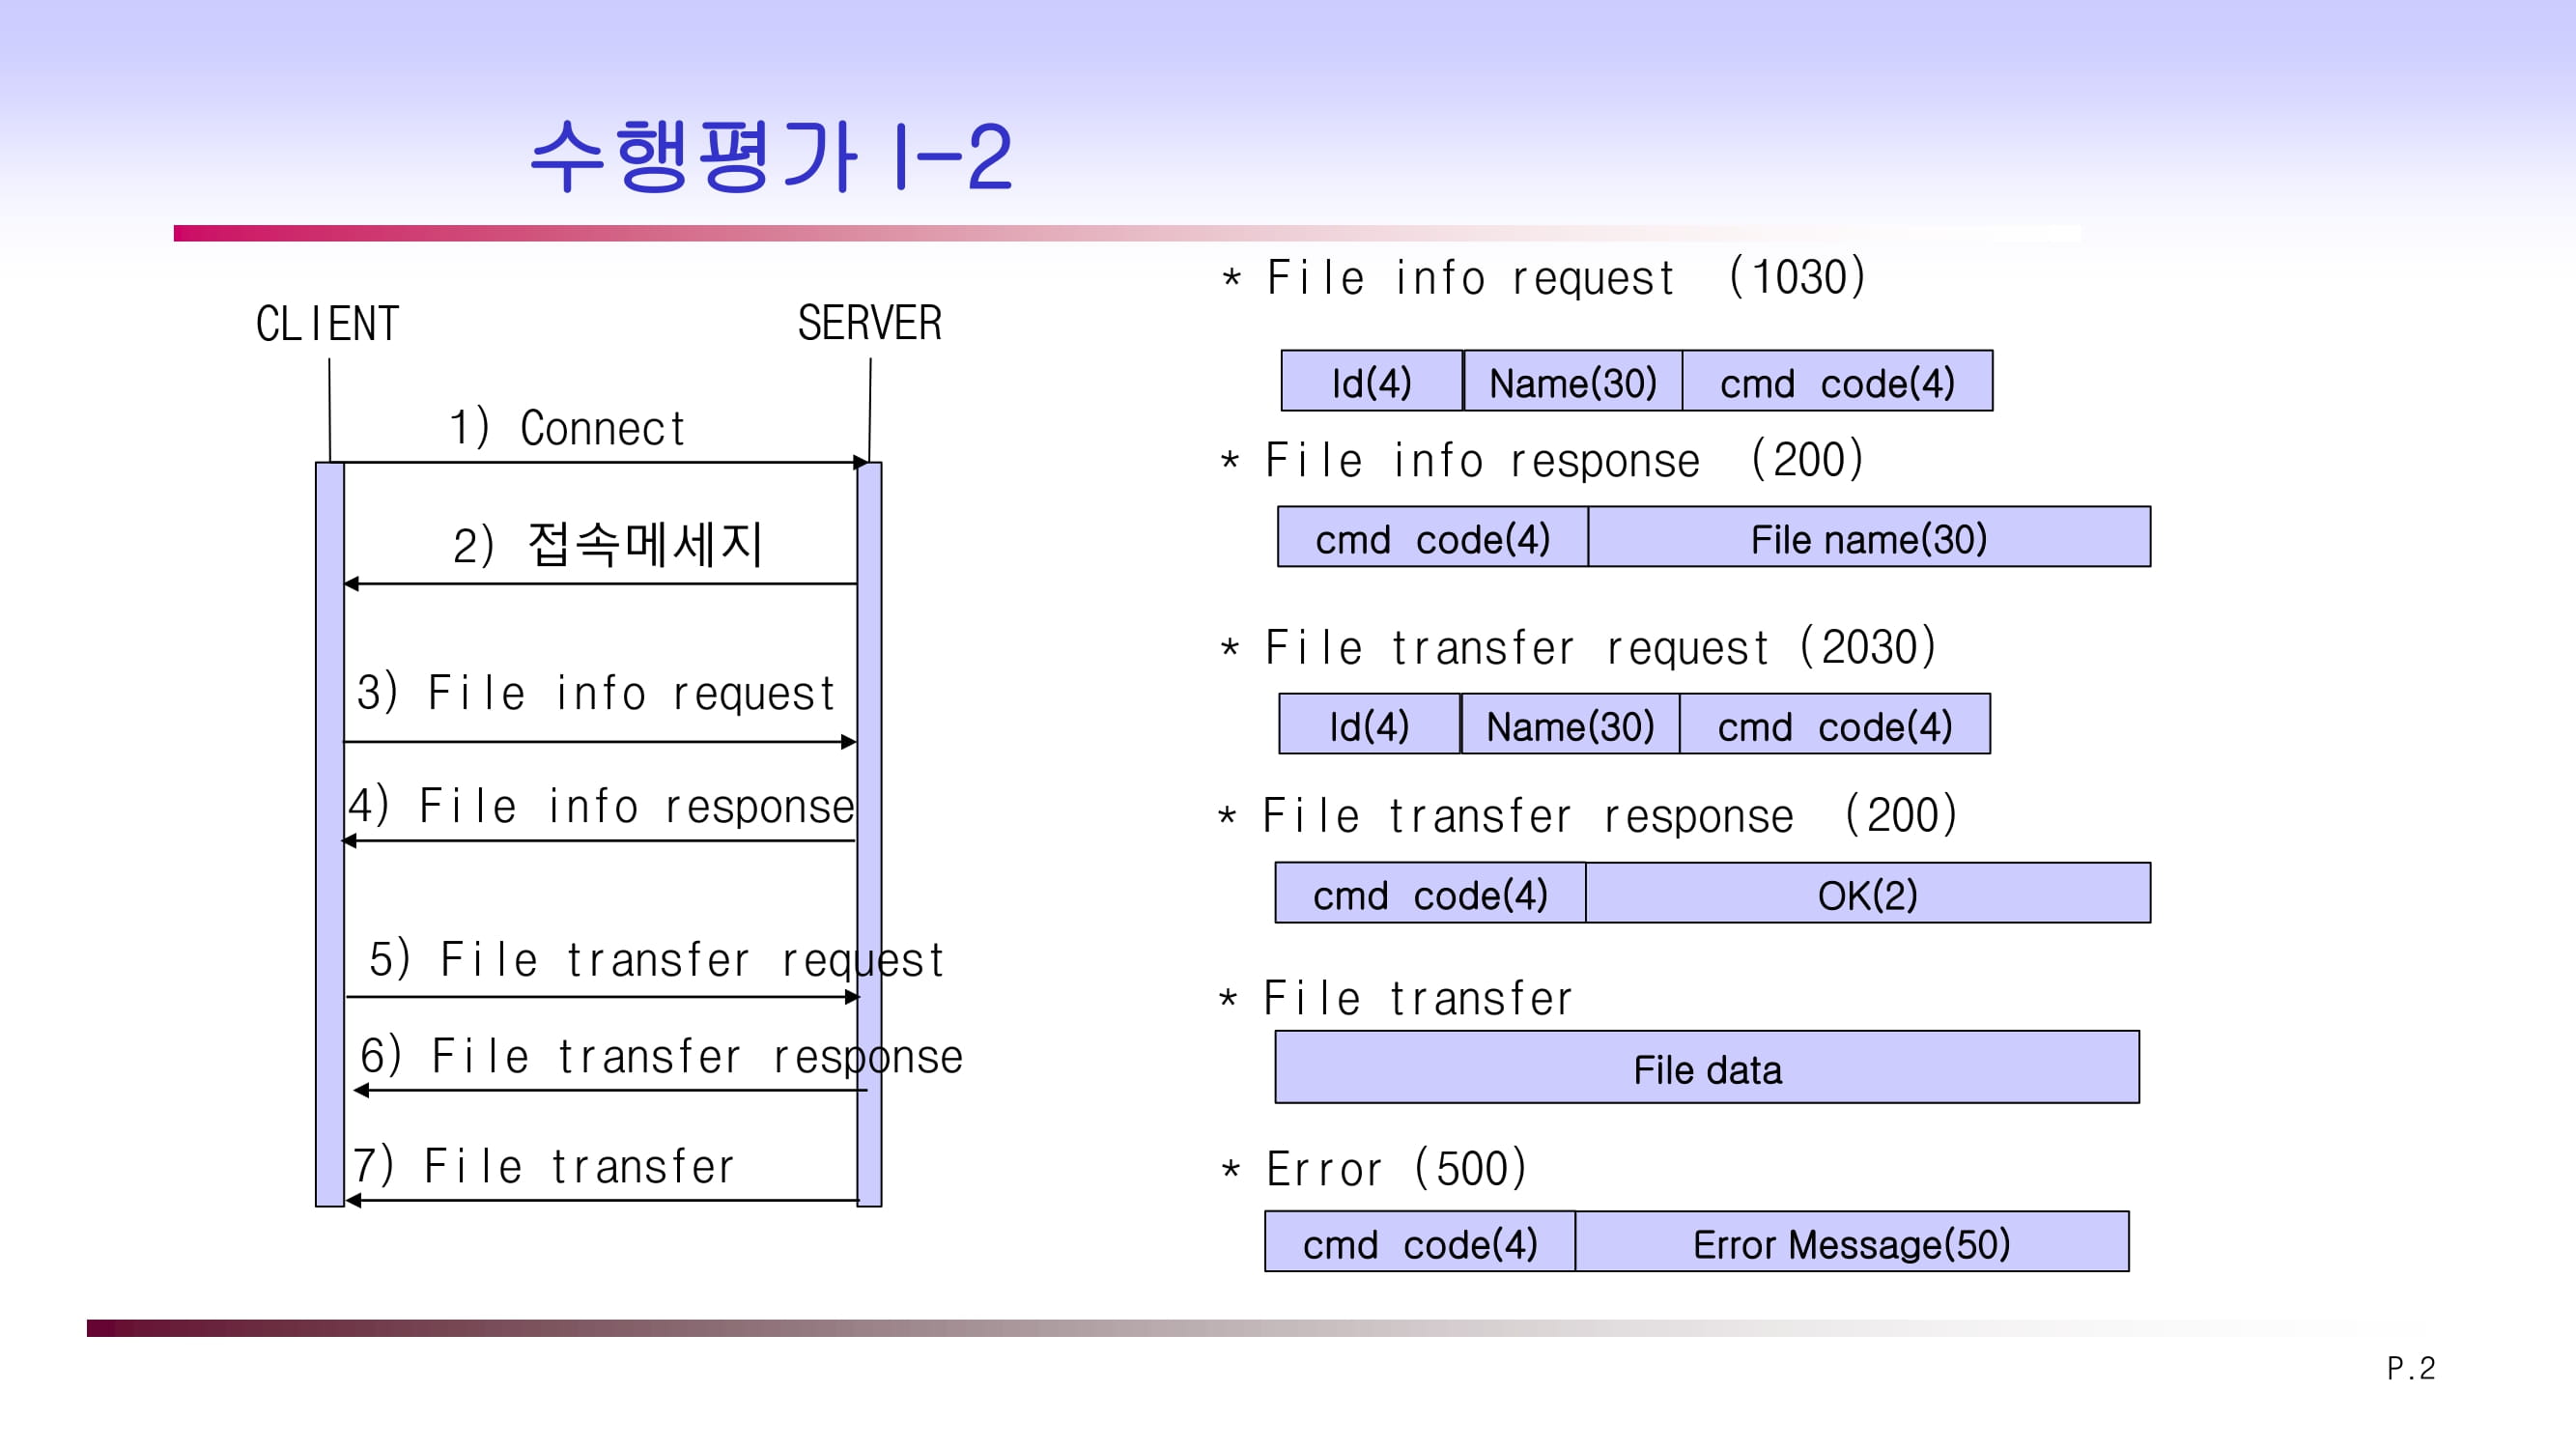 수행평가 I-2
CLIENT
SERVER
1) Connect
2) 접속메세지
3) File info request
4) File info response
5) File transfer request
6) File transfer response
7) File transfer
* File info request (1030)
Id(4) Name(30) cmd code(4)
* File info response (200)
cmd code(4) File name(30)
* File transfer request (2030)
Id(4) Name(30) cmd code(4)
* File transfer response (200)
cmd code(4) OK(2)
* File transfer
File data
* Error (500)
cmd code(4) Error Message(50)
P.2